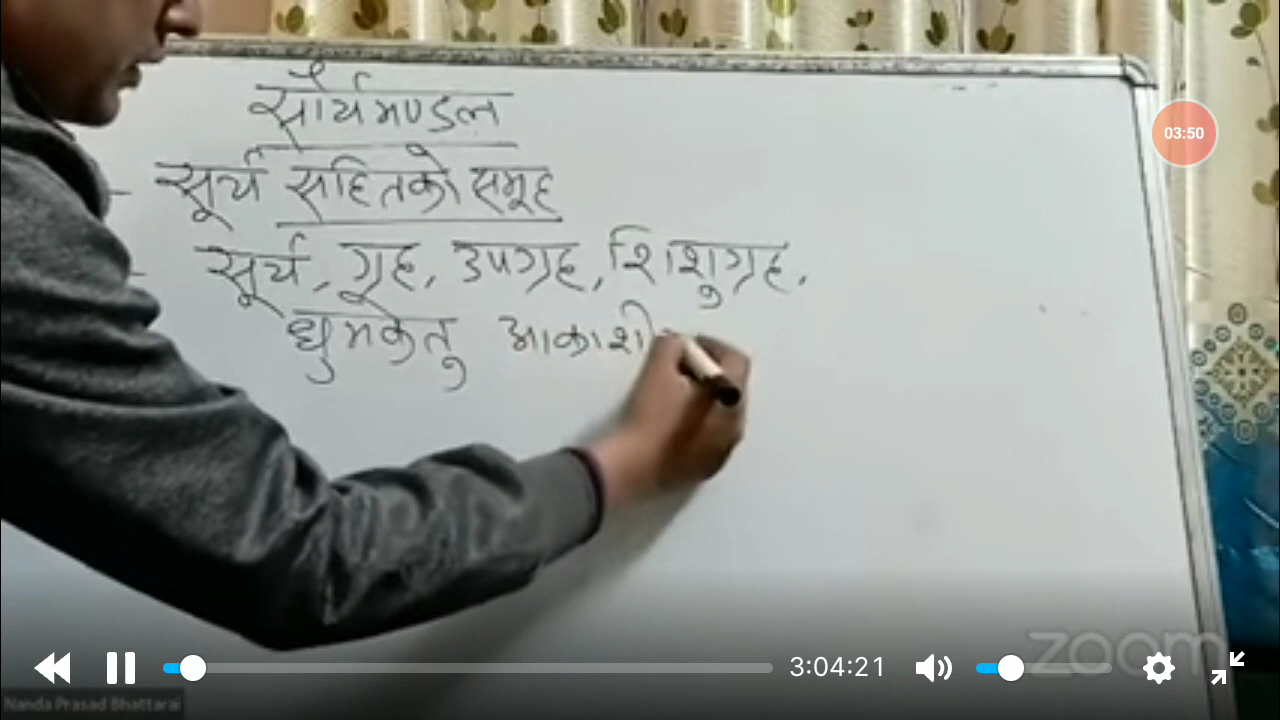 सौर्यमण्डल
- सूर्य सहितको समूह
- सूर्य, ग्रह, उपग्रह, शिशुग्रह,
धुमकेतु आकाशी
03:50
3:04:21
zoom
Nanda Prasad Bhattarai